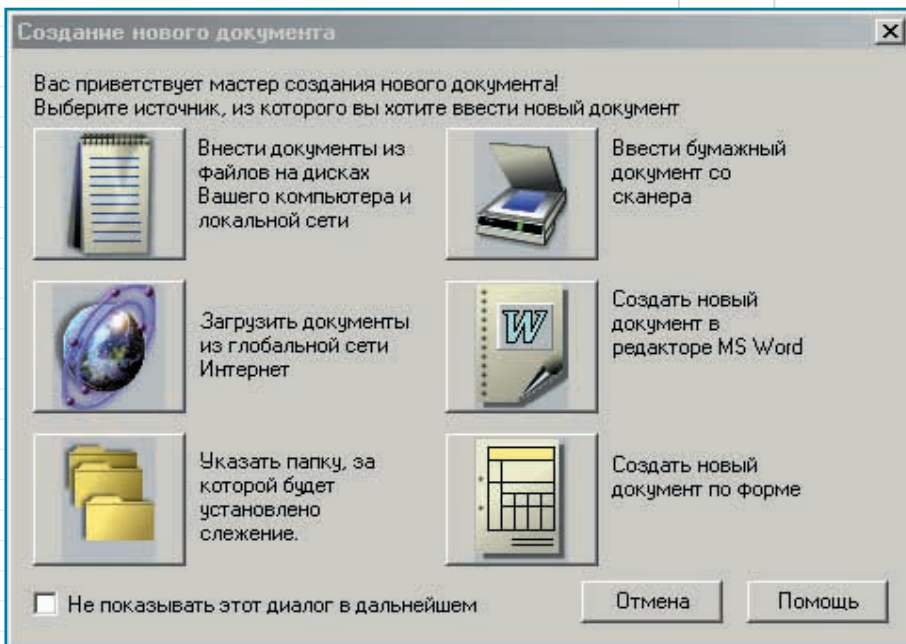 Создание нового документа
Вас приветствует мастер создания нового документа!
Выберите источник, из которого вы хотите ввести новый документ
Внести документы из
файлов на дисках
Вашего компьютера и
локальной сети
Ввести бумажный
документ со
сканера
Загрузить документы
из глобальной сети
Интернет
W
Создать новый
документ в
редакторе MS Word
Указать папку, за
которой будет
установлено
слежение.
Создать новый
документ по форме
Не показывать этот диалог в дальнейшем
Отмена
Помощь